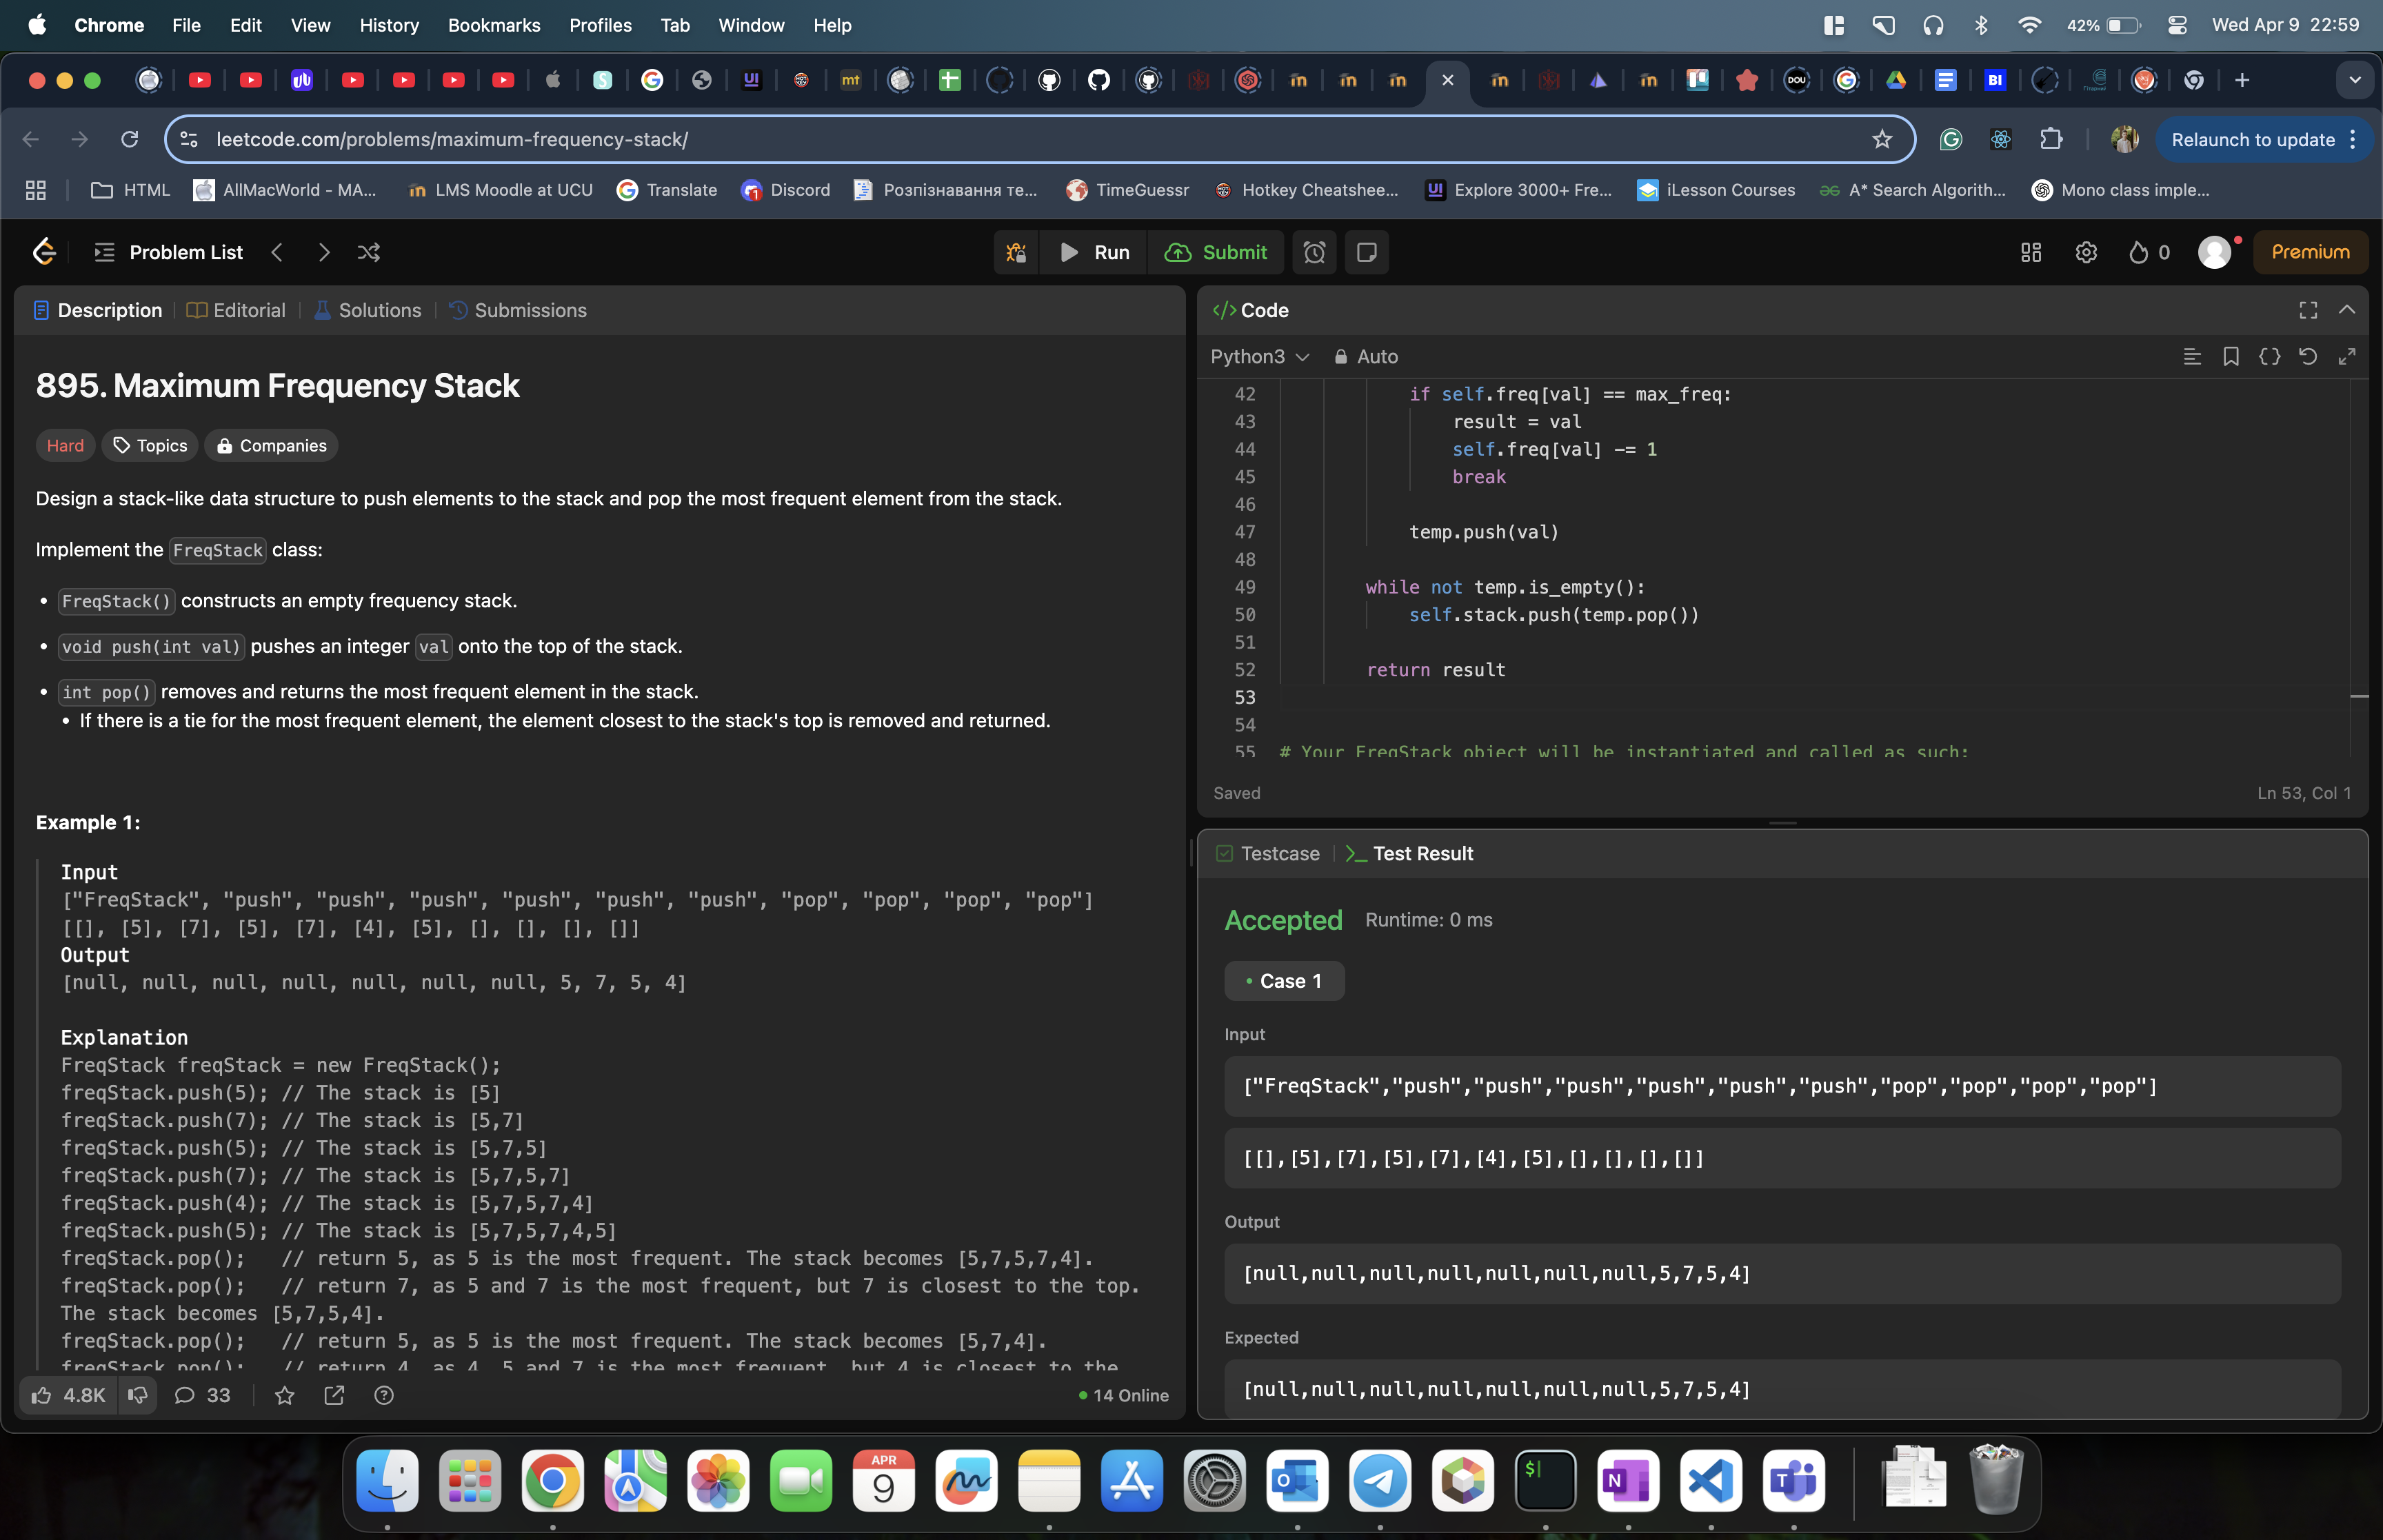 Chrome File Edit View History Bookmarks Profiles Tab Window Help 42% Wed Apr 9 22:59
leetcode.com/problems/maximum-frequency-stack/ Relaunch to update
HTML AllMacWorld - MA... LMS Moodle at UCU Translate Discord Розпізнавання те... TimeGuessr Hotkey Cheatshee... Explore 3000+ Fre... iLesson Courses A* Search Algorith... Mono class imple...
Problem List Run Submit 0 Premium
Description Editorial Solutions Submissions
895. Maximum Frequency Stack
Hard Topics Companies
Design a stack-like data structure to push elements to the stack and pop the most frequent element from the stack.
Implement the FreqStack class:
• FreqStack() constructs an empty frequency stack.
• void push(int val) pushes an integer val onto the top of the stack.
• int pop() removes and returns the most frequent element in the stack.
• If there is a tie for the most frequent element, the element closest to the stack's top is removed and returned.
Example 1:
Input
["FreqStack", "push", "push", "push", "push", "push", "push", "pop", "pop", "pop", "pop"]
[[], [5], [7], [5], [7], [4], [5], [], [], [], []]
Output
[null, null, null, null, null, null, null, 5, 7, 5, 4]
Explanation
FreqStack freqStack = new FreqStack();
freqStack.push(5); // The stack is [5]
freqStack.push(7); // The stack is [5,7]
freqStack.push(5); // The stack is [5,7,5]
freqStack.push(7); // The stack is [5,7,5,7]
freqStack.push(4); // The stack is [5,7,5,7,4]
freqStack.push(5); // The stack is [5,7,5,7,4,5]
freqStack.pop();   // return 5, as 5 is the most frequent. The stack becomes [5,7,5,7,4].
freqStack.pop();   // return 7, as 5 and 7 is the most frequent, but 7 is closest to the top.
The stack becomes [5,7,5,4].
freqStack.pop();   // return 5, as 5 is the most frequent. The stack becomes [5,7,4].
freqStack.pop();   // return 4, as 4, 5 and 7 is the most frequent, but 4 is closest to the
4.8K 33 14 Online
</> Code
Python3 Auto
42 if self.freq[val] == max_freq:
43 result = val
44 self.freq[val] -= 1
45 break
46
47 temp.push(val)
48
49 while not temp.is_empty():
50 self.stack.push(temp.pop())
51
52 return result
53
54
55 # Your FreqStack object will be instantiated and called as such:
Saved Ln 53, Col 1
Testcase >_ Test Result
Accepted Runtime: 0 ms
• Case 1
Input
["FreqStack","push","push","push","push","push","push","pop","pop","pop","pop"]
[[],[5],[7],[5],[7],[4],[5],[],[],[],[]]
Output
[null,null,null,null,null,null,null,5,7,5,4]
Expected
[null,null,null,null,null,null,null,5,7,5,4]
APR
9